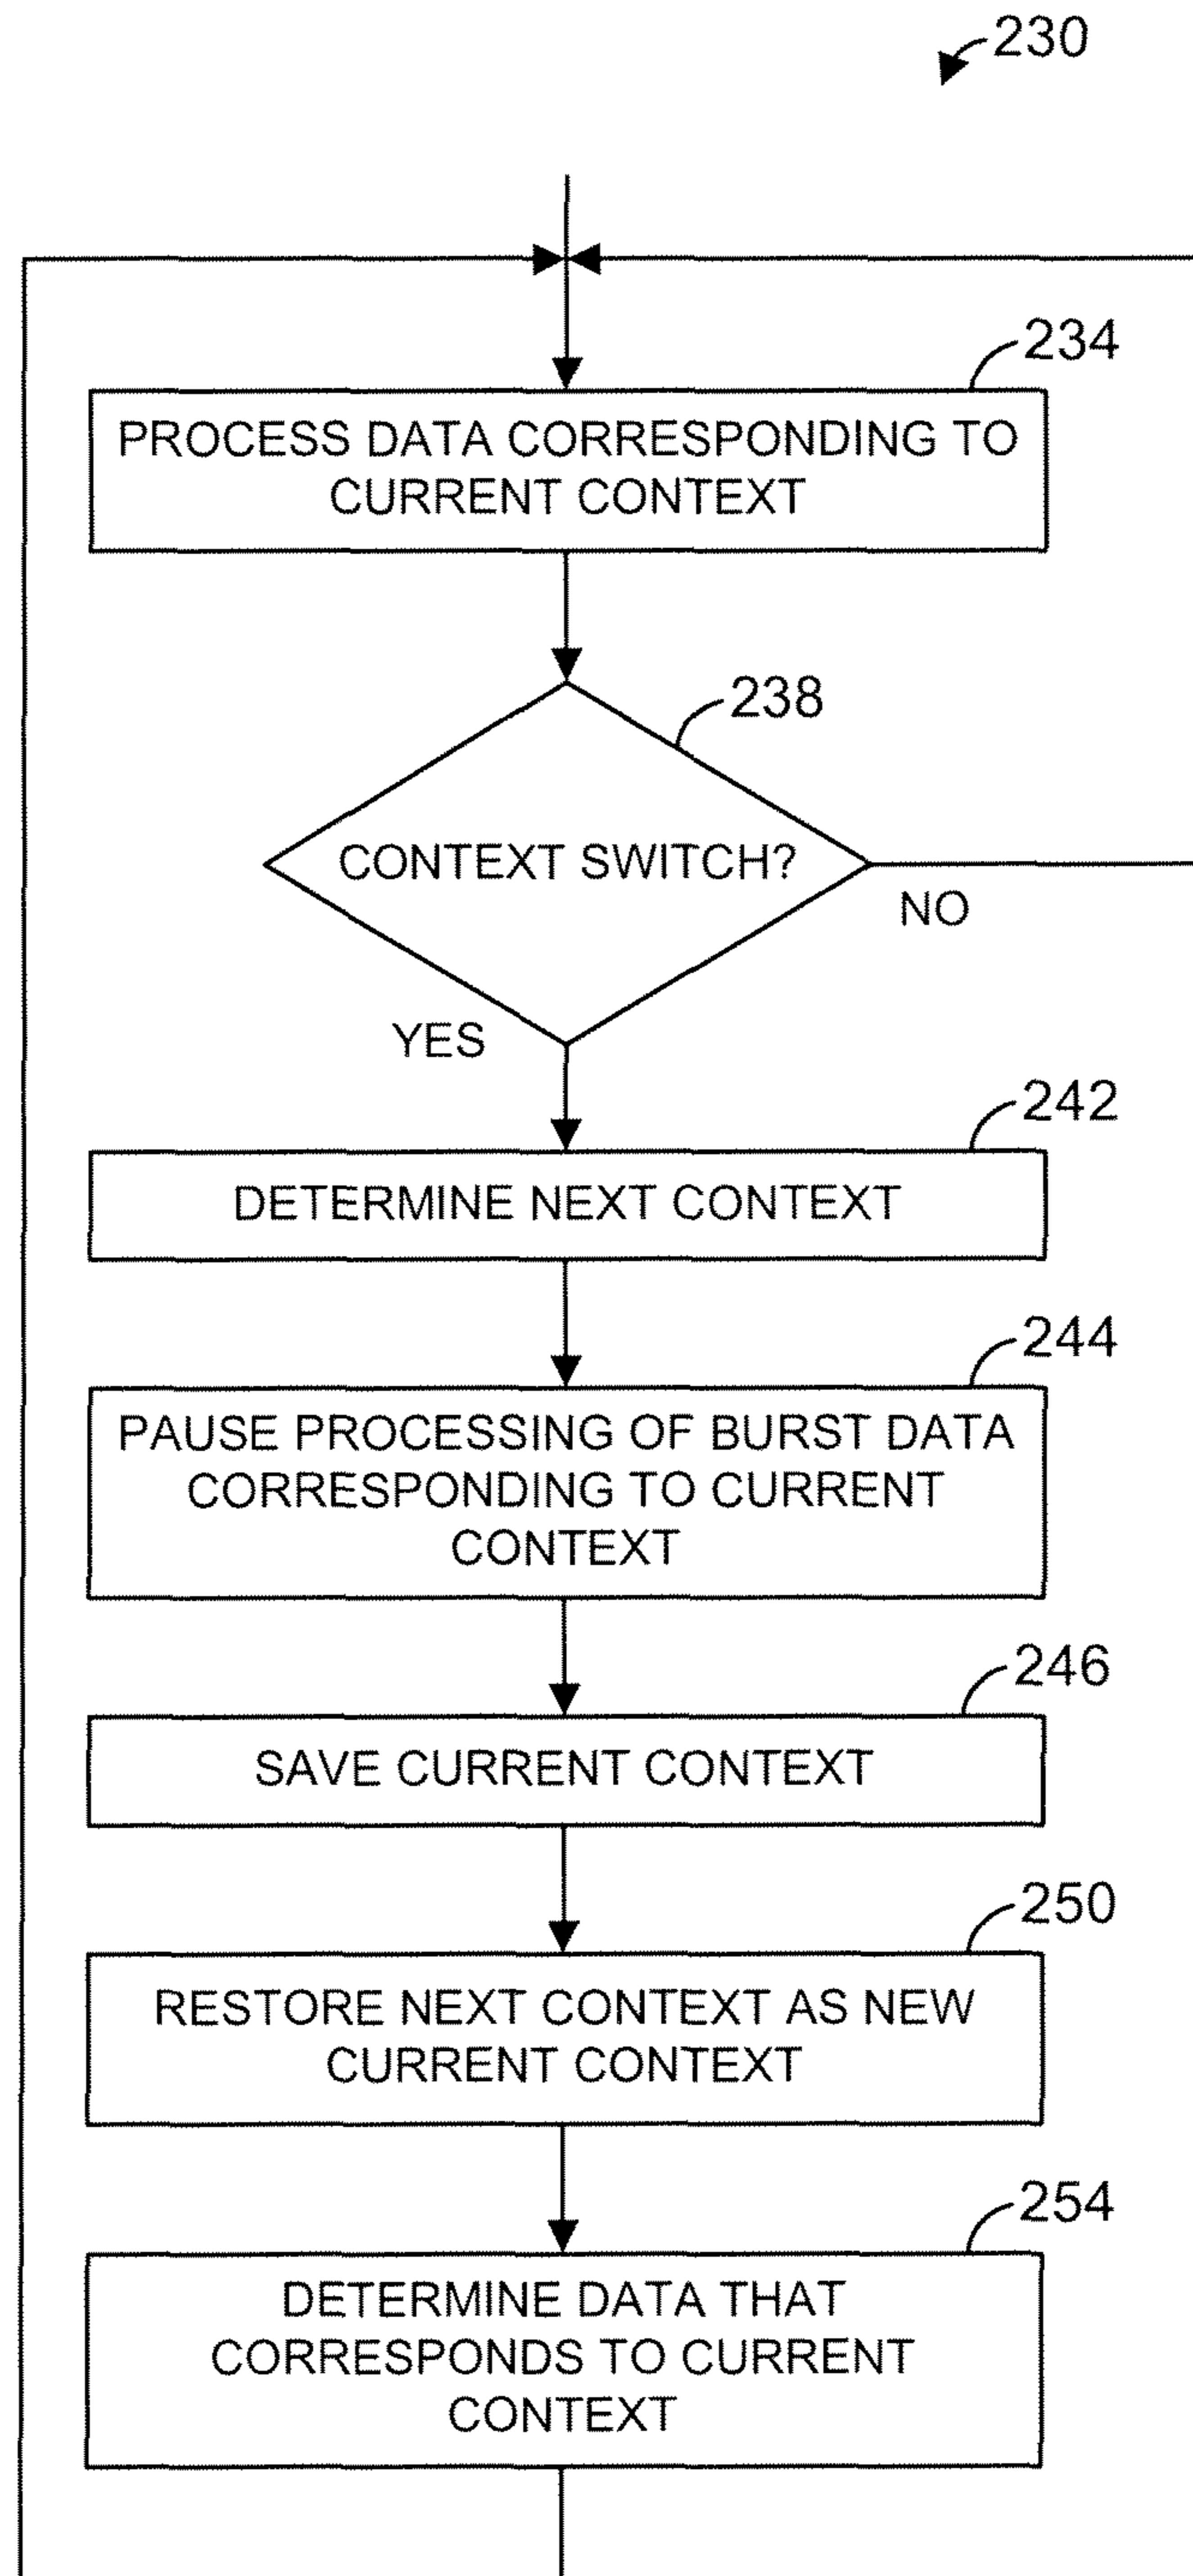 230
234
PROCESS DATA CORRESPONDING TO
CURRENT CONTEXT
238
CONTEXT SWITCH?
NO
YES
242
DETERMINE NEXT CONTEXT
244
PAUSE PROCESSING OF BURST DATA
CORRESPONDING TO CURRENT
CONTEXT
246
SAVE CURRENT CONTEXT
250
RESTORE NEXT CONTEXT AS NEW
CURRENT CONTEXT
254
DETERMINE DATA THAT
CORRESPONDS TO CURRENT
CONTEXT